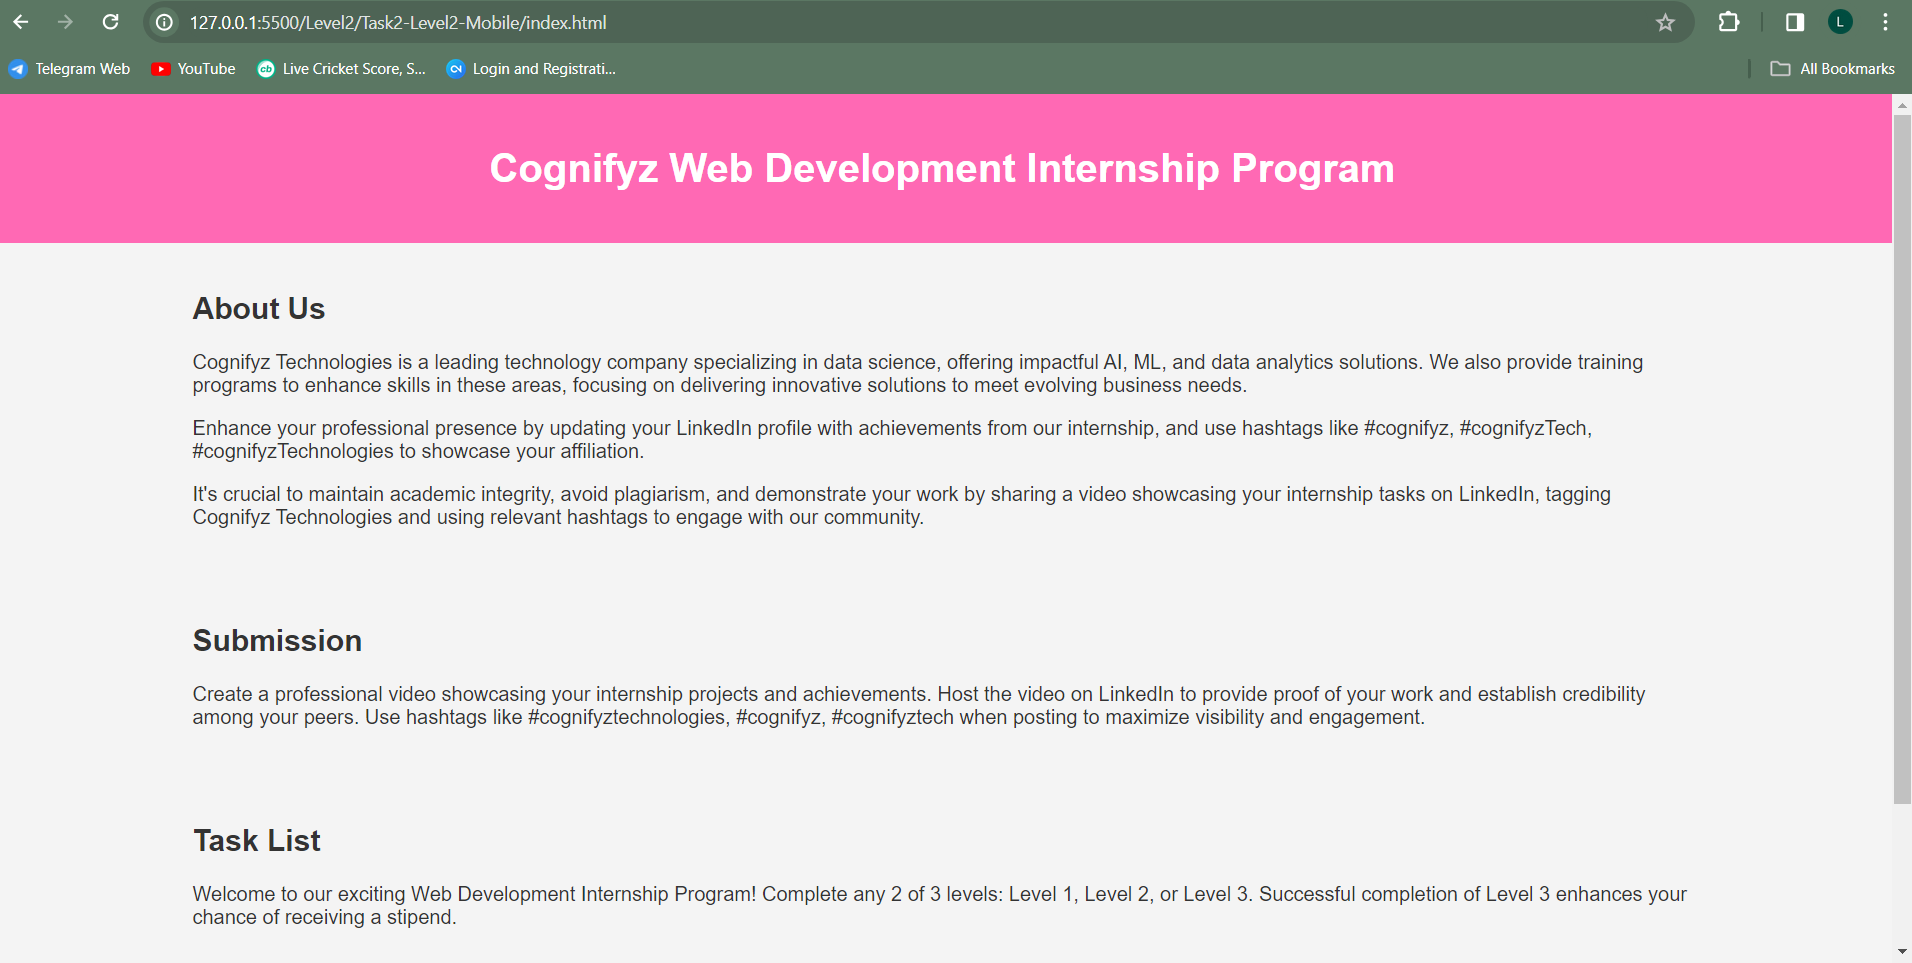 127.0.0.1:5500/Level2/Task2-Level2-Mobile/index.html
L
Telegram Web YouTube cb Live Cricket Score, S... Login and Registrati... All Bookmarks
Cognifyz Web Development Internship Program
About Us
Cognifyz Technologies is a leading technology company specializing in data science, offering impactful AI, ML, and data analytics solutions. We also provide training
programs to enhance skills in these areas, focusing on delivering innovative solutions to meet evolving business needs.
Enhance your professional presence by updating your LinkedIn profile with achievements from our internship, and use hashtags like #cognifyz, #cognifyzTech,
#cognifyzTechnologies to showcase your affiliation.
It's crucial to maintain academic integrity, avoid plagiarism, and demonstrate your work by sharing a video showcasing your internship tasks on LinkedIn, tagging
Cognifyz Technologies and using relevant hashtags to engage with our community.
Submission
Create a professional video showcasing your internship projects and achievements. Host the video on LinkedIn to provide proof of your work and establish credibility
among your peers. Use hashtags like #cognifyztechnologies, #cognifyz, #cognifyztech when posting to maximize visibility and engagement.
Task List
Welcome to our exciting Web Development Internship Program! Complete any 2 of 3 levels: Level 1, Level 2, or Level 3. Successful completion of Level 3 enhances your
chance of receiving a stipend.